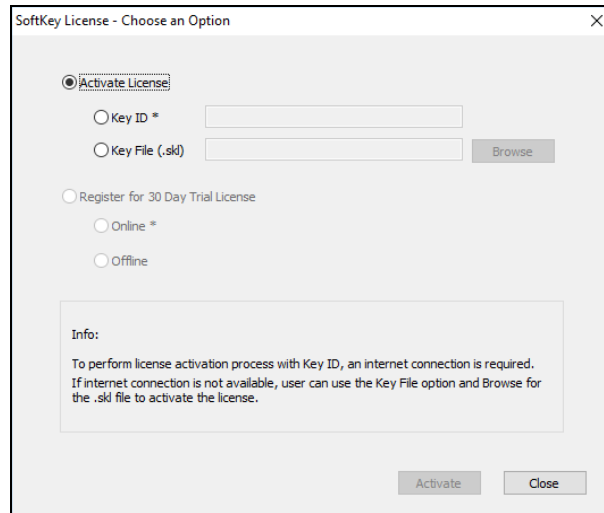 SoftKey License - Choose an Option
Activate License
Key ID *
Key File (.skl)
Browse
Register for 30 Day Trial License
Online *
Offline
Info:
To perform license activation process with Key ID, an internet connection is required.
If internet connection is not available, user can use the Key File option and Browse for
the .skl file to activate the license.
Activate
Close